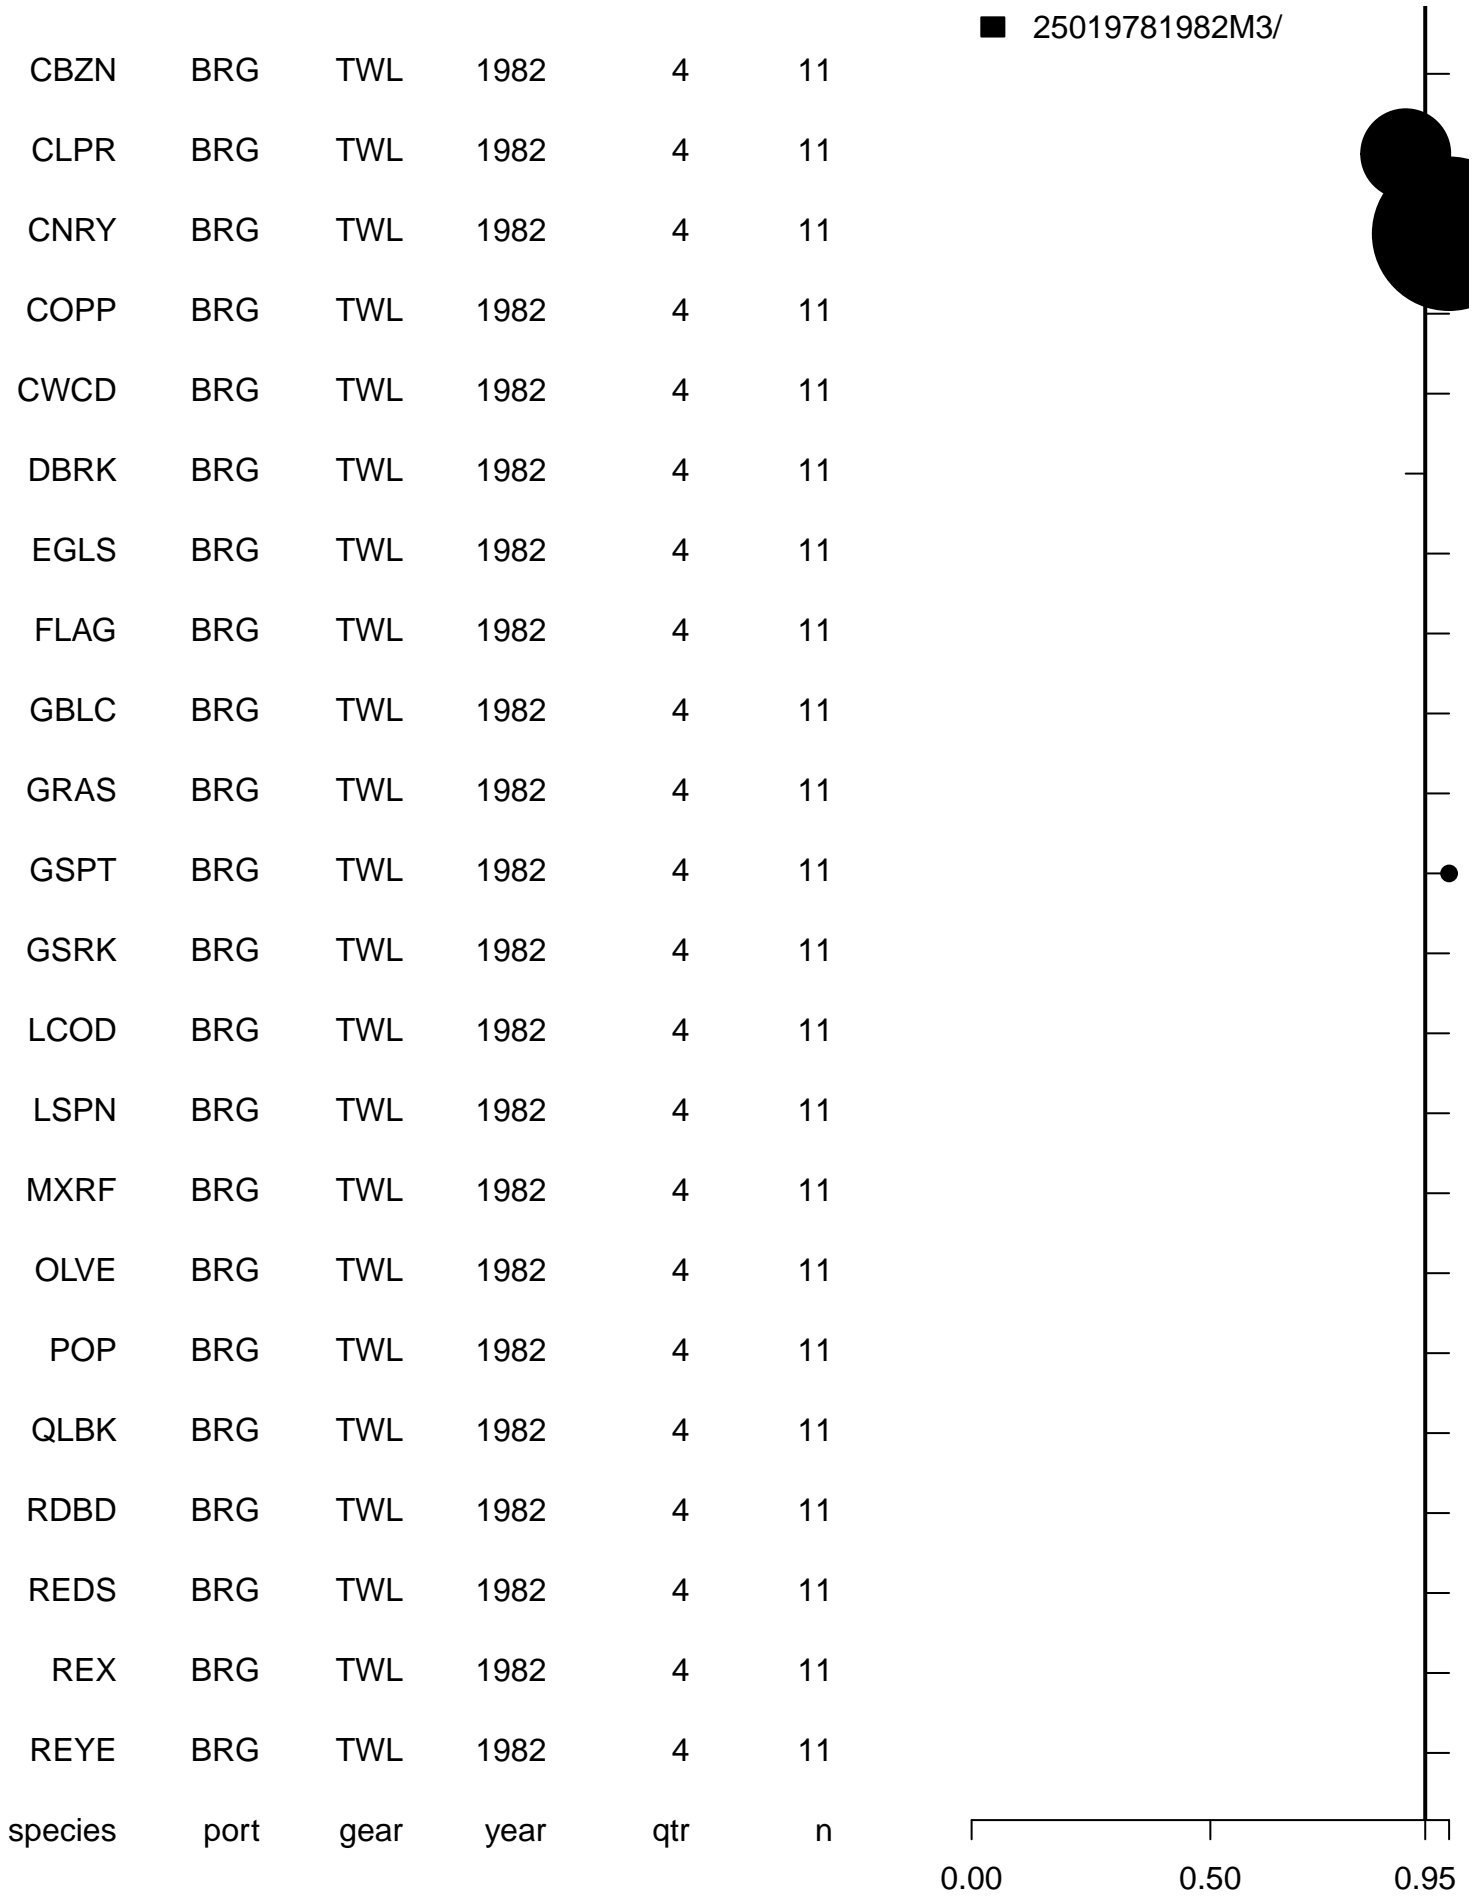 25019781982M3/
CBZN BRG TWL 1982 4 11
CLPR BRG TWL 1982 4 11
CNRY BRG TWL 1982 4 11
COPP BRG TWL 1982 4 11
CWCD BRG TWL 1982 4 11
DBRK BRG TWL 1982 4 11
EGLS BRG TWL 1982 4 11
FLAG BRG TWL 1982 4 11
GBLC BRG TWL 1982 4 11
GRAS BRG TWL 1982 4 11
GSPT BRG TWL 1982 4 11
GSRK BRG TWL 1982 4 11
LCOD BRG TWL 1982 4 11
LSPN BRG TWL 1982 4 11
MXRF BRG TWL 1982 4 11
OLVE BRG TWL 1982 4 11
POP BRG TWL 1982 4 11
QLBK BRG TWL 1982 4 11
RDBD BRG TWL 1982 4 11
REDS BRG TWL 1982 4 11
REX BRG TWL 1982 4 11
REYE BRG TWL 1982 4 11
species port gear year qtr n
0.00 0.50 0.95